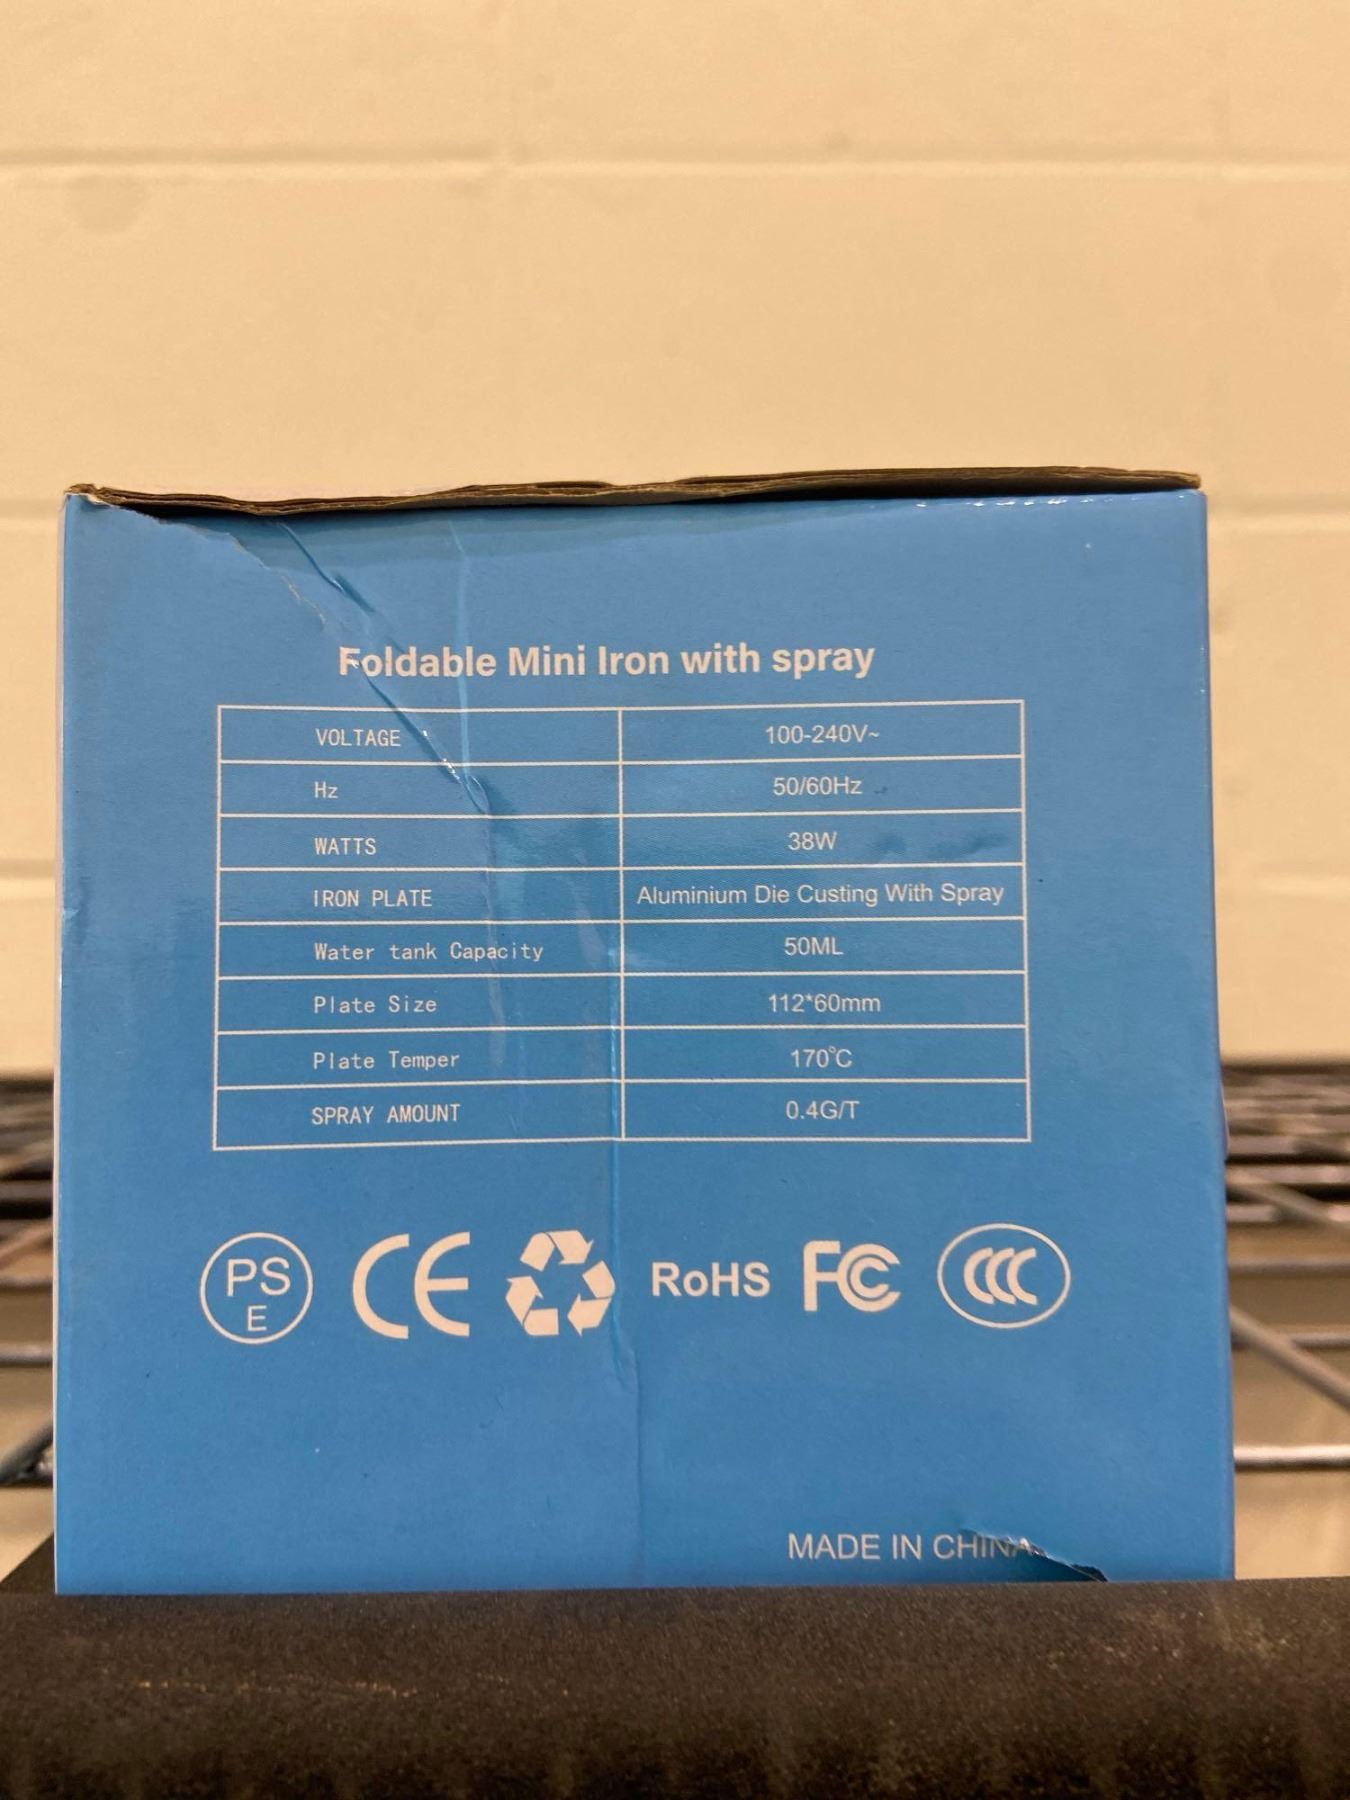 Foldable Mini Iron with spray
VOLTAGE 100-240V~
Hz 50/60Hz
WATTS 38W
IRON PLATE Aluminium Die Custing With Spray
Water tank Capacity 50ML
Plate Size 112*60mm
Plate Temper 170°C
SPRAY AMOUNT 0.4G/T
PS E CE RoHS FC CCC
MADE IN CHINA